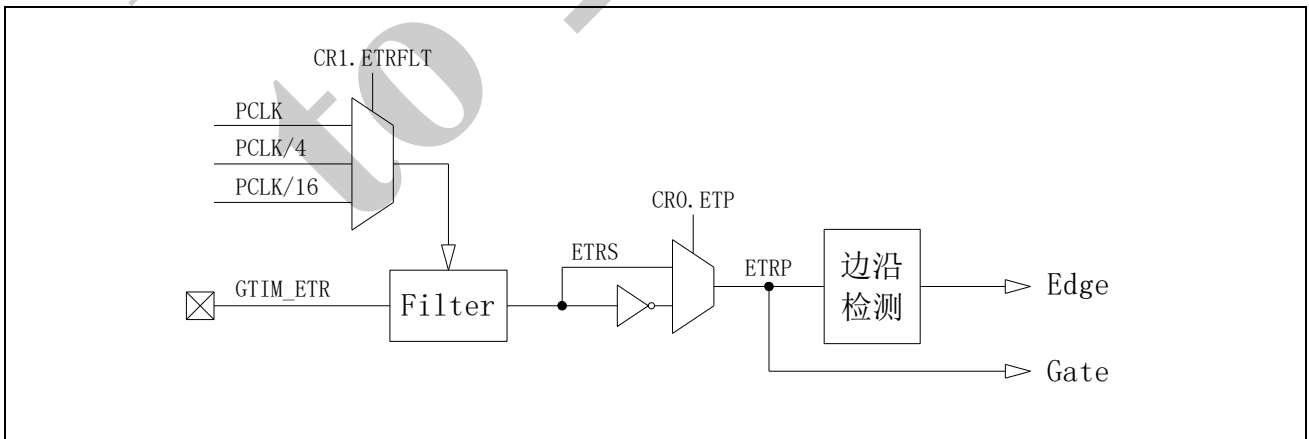 CR1.ETRFLT
PCLK
PCLK/4
PCLK/16
CR0.ETP
ETRS
ETRP
GTIM_ETR
Filter
边沿
检测
Edge
Gate
to